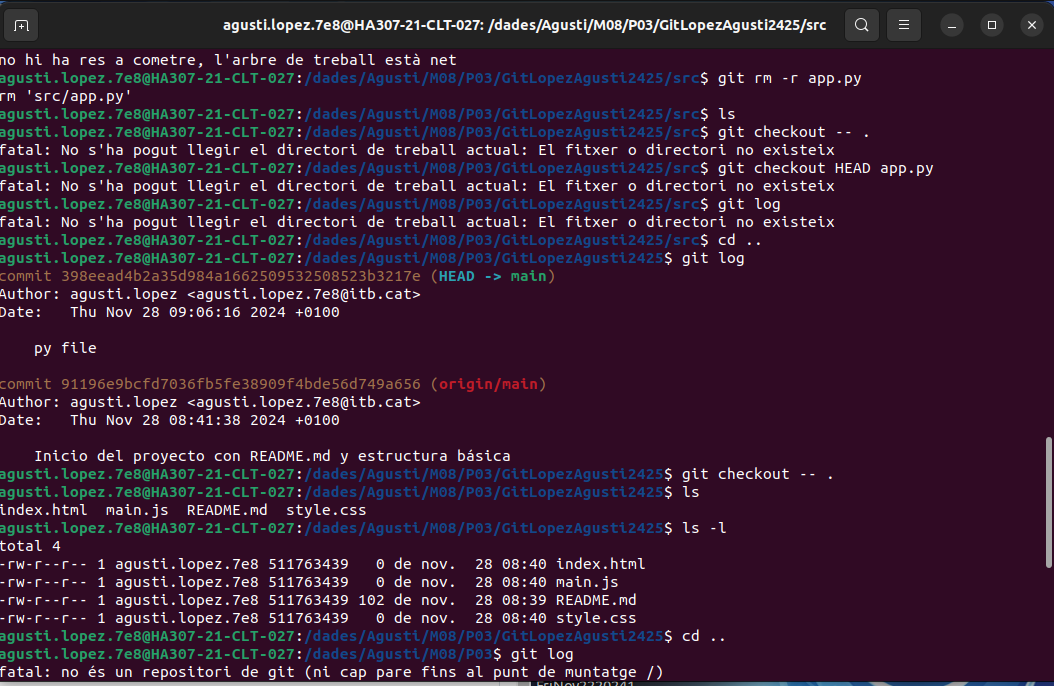 agusti.lopez.7e8@HA307-21-CLT-027: /dades/Agusti/M08/P03/GitLopezAgusti2425/src
no hi ha res a cometre, l'arbre de treball està net
agusti.lopez.7e8@HA307-21-CLT-027:/dades/Agusti/M08/P03/GitLopezAgusti2425/src$ git rm -r app.py
rm 'src/app.py'
agusti.lopez.7e8@HA307-21-CLT-027:/dades/Agusti/M08/P03/GitLopezAgusti2425/src$ ls
agusti.lopez.7e8@HA307-21-CLT-027:/dades/Agusti/M08/P03/GitLopezAgusti2425/src$ git checkout -- .
fatal: No s'ha pogut llegir el directori de treball actual: El fitxer o directori no existeix
agusti.lopez.7e8@HA307-21-CLT-027:/dades/Agusti/M08/P03/GitLopezAgusti2425/src$ git checkout HEAD app.py
fatal: No s'ha pogut llegir el directori de treball actual: El fitxer o directori no existeix
agusti.lopez.7e8@HA307-21-CLT-027:/dades/Agusti/M08/P03/GitLopezAgusti2425/src$ git log
fatal: No s'ha pogut llegir el directori de treball actual: El fitxer o directori no existeix
agusti.lopez.7e8@HA307-21-CLT-027:/dades/Agusti/M08/P03/GitLopezAgusti2425/src$ cd ..
agusti.lopez.7e8@HA307-21-CLT-027:/dades/Agusti/M08/P03/GitLopezAgusti2425$ git log
commit 398eead4b2a35d984a1662509532508523b3217e (HEAD -> main)
Author: agusti.lopez <agusti.lopez.7e8@itb.cat>
Date:   Thu Nov 28 09:06:16 2024 +0100
    py file
commit 91196e9bcfd7036fb5fe38909f4bde56d749a656 (origin/main)
Author: agusti.lopez <agusti.lopez.7e8@itb.cat>
Date:   Thu Nov 28 08:41:38 2024 +0100
    Inicio del proyecto con README.md y estructura básica
agusti.lopez.7e8@HA307-21-CLT-027:/dades/Agusti/M08/P03/GitLopezAgusti2425$ git checkout -- .
agusti.lopez.7e8@HA307-21-CLT-027:/dades/Agusti/M08/P03/GitLopezAgusti2425$ ls
index.html  main.js  README.md  style.css
agusti.lopez.7e8@HA307-21-CLT-027:/dades/Agusti/M08/P03/GitLopezAgusti2425$ ls -l
total 4
-rw-r--r-- 1 agusti.lopez.7e8 511763439   0 de nov.  28 08:40 index.html
-rw-r--r-- 1 agusti.lopez.7e8 511763439   0 de nov.  28 08:40 main.js
-rw-r--r-- 1 agusti.lopez.7e8 511763439 102 de nov.  28 08:39 README.md
-rw-r--r-- 1 agusti.lopez.7e8 511763439   0 de nov.  28 08:40 style.css
agusti.lopez.7e8@HA307-21-CLT-027:/dades/Agusti/M08/P03/GitLopezAgusti2425$ cd ..
agusti.lopez.7e8@HA307-21-CLT-027:/dades/Agusti/M08/P03$ git log
fatal: no és un repositori de git (ni cap pare fins al punt de muntatge /)